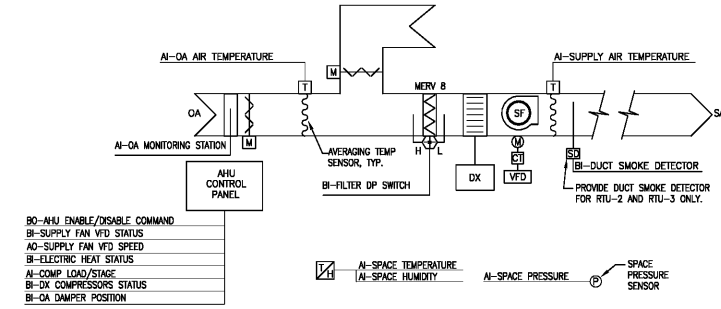 AI-OA AIR TEMPERATURE
AI-SUPPLY AIR TEMPERATURE
M
T
MERV 8
T
OA
SF
SA
M
AI-OA MONITORING STATION
AVERAGING TEMP
SENSOR, TYP.
H
L
M
CT
VFD
DX
SD
BI-DUCT SMOKE DETECTOR
BI-FILTER DP SWITCH
PROVIDE DUCT SMOKE DETECTOR
FOR RTU-2 AND RTU-3 ONLY.
AHU
CONTROL
PANEL
BO-AHU ENABLE/DISABLE COMMAND
BI-SUPPLY FAN VFD STATUS
AO-SUPPLY FAN VFD SPEED
BI-ELECTRIC HEAT STATUS
AI-COMP LOAD/STAGE
BI-DX COMPRESSORS STATUS
BI-OA DAMPER POSITION
T/H
AI-SPACE TEMPERATURE
AI-SPACE HUMIDITY
AI-SPACE PRESSURE
P
SPACE
PRESSURE
SENSOR